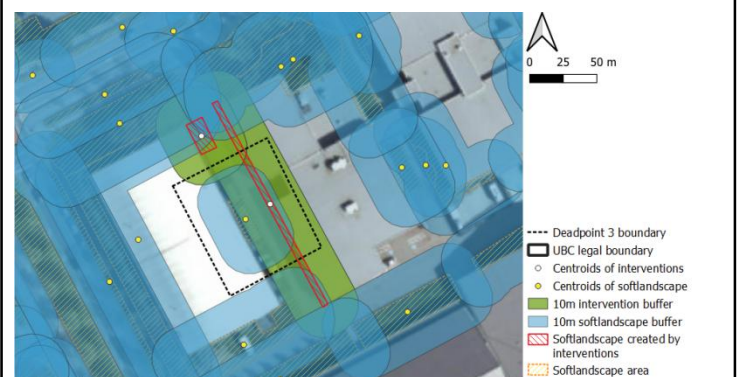 0 25 50 m
Deadpoint 3 boundary
UBC legal boundary
Centroids of interventions
Centroids of softlandscape
10m intervention buffer
10m softlandscape buffer
Softlandscape created by
interventions
Softlandscape area